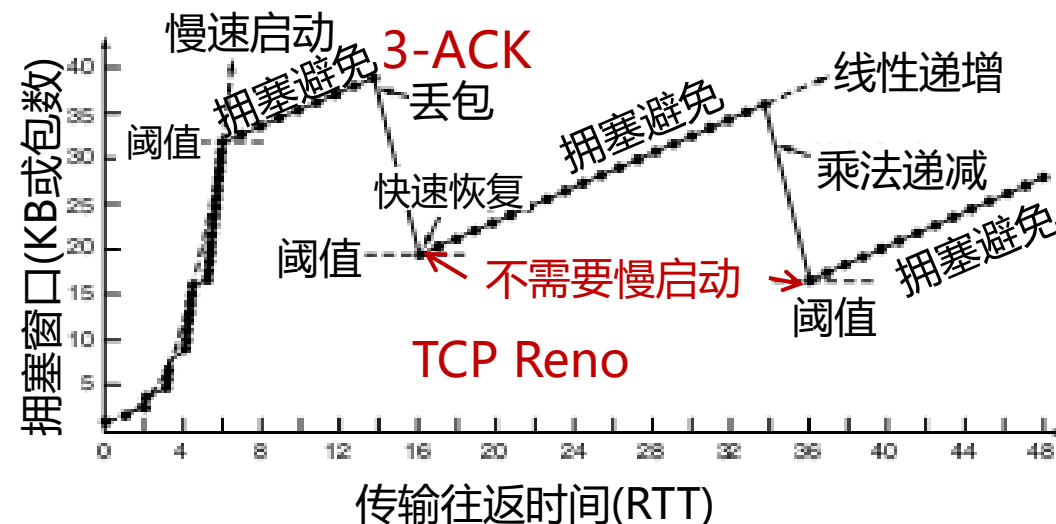 慢速启动
3-ACK
拥塞避免
丢包
阈值
快速恢复
阈值
不需要慢启动
拥塞避免
线性递增
乘法递减
阈值
拥塞避免
TCP Reno
拥塞窗口(KB或包数)
40
35
30
25
20
15
10
5
0 4 8 12 16 20 24 28 32 36 40 44 48
传输往返时间(RTT)